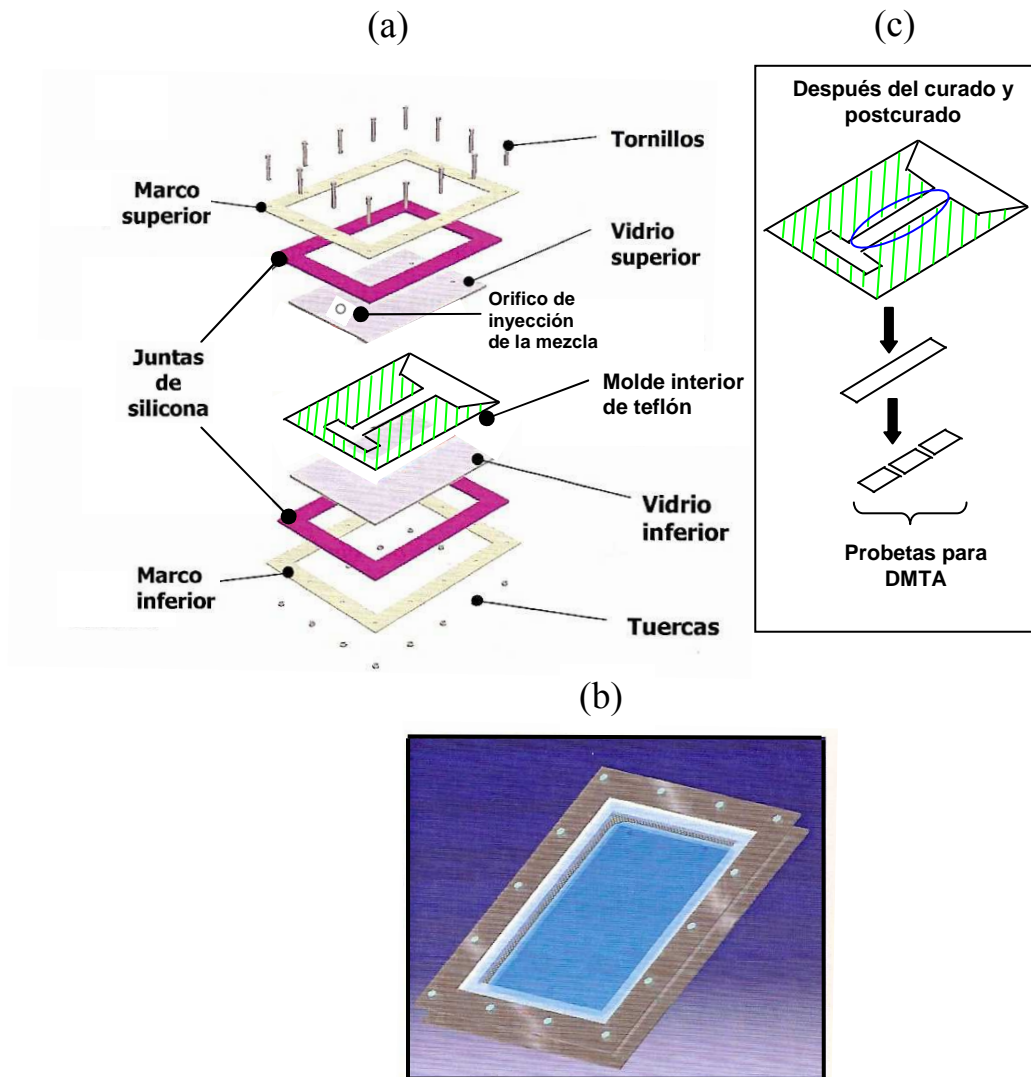 (a)
Tornillos
Marco
superior
Vidrio
superior
Orifico de
inyección
de la mezcla
Juntas
de
silicona
Molde interior
de teflón
Vidrio
inferior
Marco
inferior
Tuercas
(c)
Después del curado y
postcurado
Probetas para
DMTA
(b)